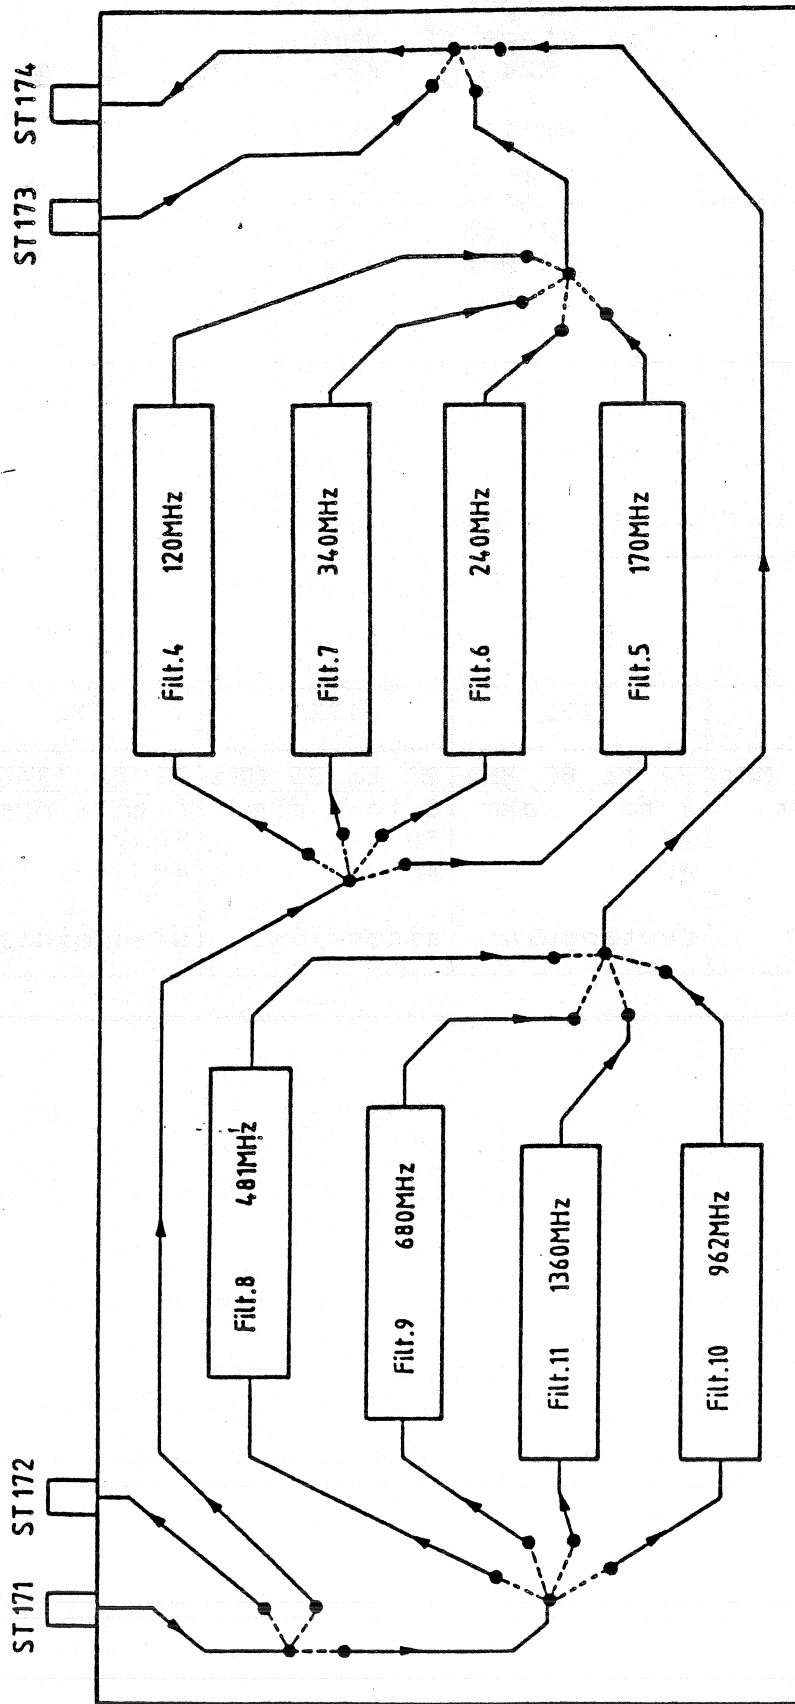 ST171
ST172
ST173
ST174
Filt.4 120MHz
Filt.7 340MHz
Filt.6 240MHz
Filt.5 170MHz
Filt.8 481MHz
Filt.9 680MHz
Filt.11 1360MHz
Filt.10 962MHz